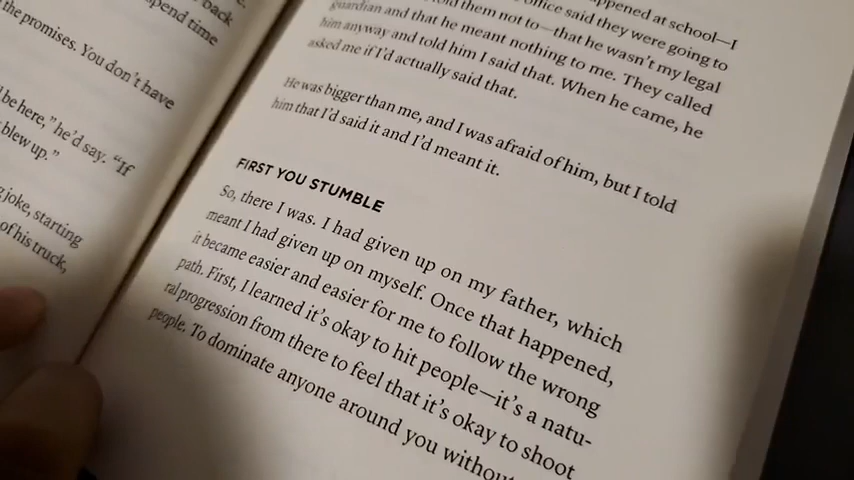 back
spend time
the promises. You don't have
be here," he'd say. "If
blew up."
joke, starting
of his truck,
happened at school—I
office said they were going to
told them not to—that he wasn't my legal
guardian and that he meant nothing to me. They called
him anyway and told him I said that. When he came, he
asked me if I'd actually said that.
He was bigger than me, and I was afraid of him, but I told
him that I'd said it and I'd meant it.
FIRST YOU STUMBLE
So, there I was. I had given up on my father, which
meant I had given up on myself. Once that happened,
it became easier and easier for me to follow the wrong
path. First, I learned it's okay to hit people—it's a natu-
ral progression from there to feel that it's okay to shoot
people. To dominate anyone around you without